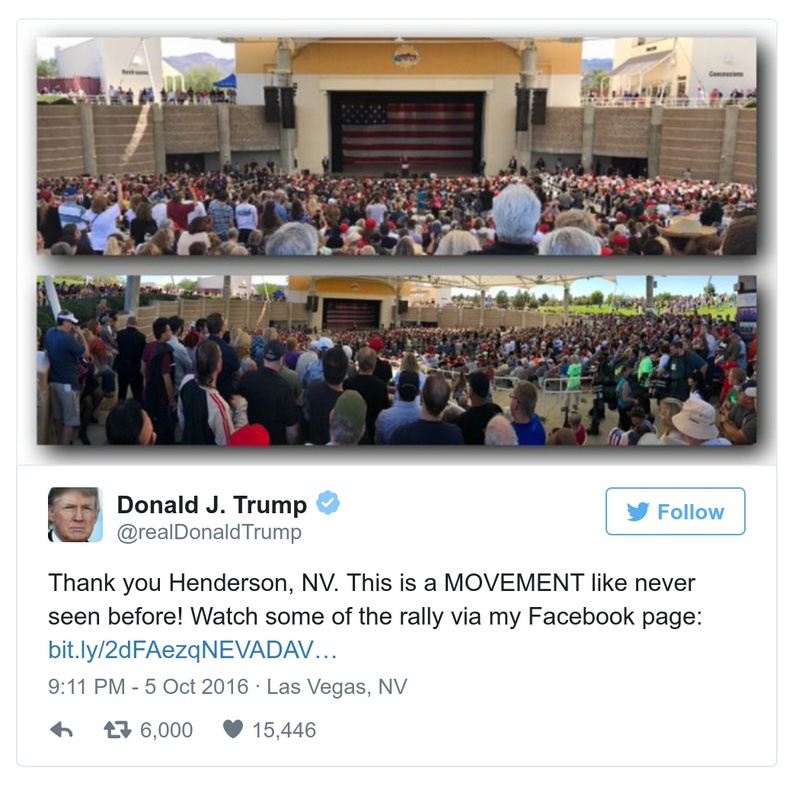 Restrooms
Concessions
Donald J. Trump
@realDonaldTrump
Follow
Thank you Henderson, NV. This is a MOVEMENT like never
seen before! Watch some of the rally via my Facebook page:
bit.ly/2dFAezqNEVADAV…
9:11 PM - 5 Oct 2016 · Las Vegas, NV
6,000
15,446